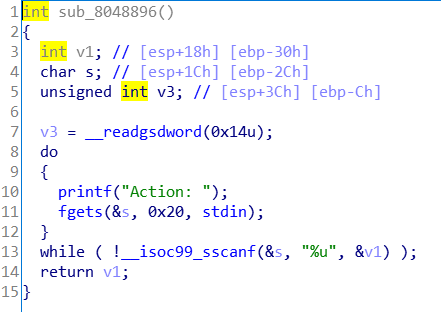 1 int sub_8048896()
2 {
3   int v1; // [esp+18h] [ebp-30h]
4   char s; // [esp+1Ch] [ebp-2Ch]
5   unsigned int v3; // [esp+3Ch] [ebp-Ch]
6
7   v3 = __readgsdword(0x14u);
8   do
9   {
10     printf("Action: ");
11     fgets(&s, 0x20, stdin);
12   }
13   while ( !__isoc99_sscanf(&s, "%u", &v1) );
14   return v1;
15 }